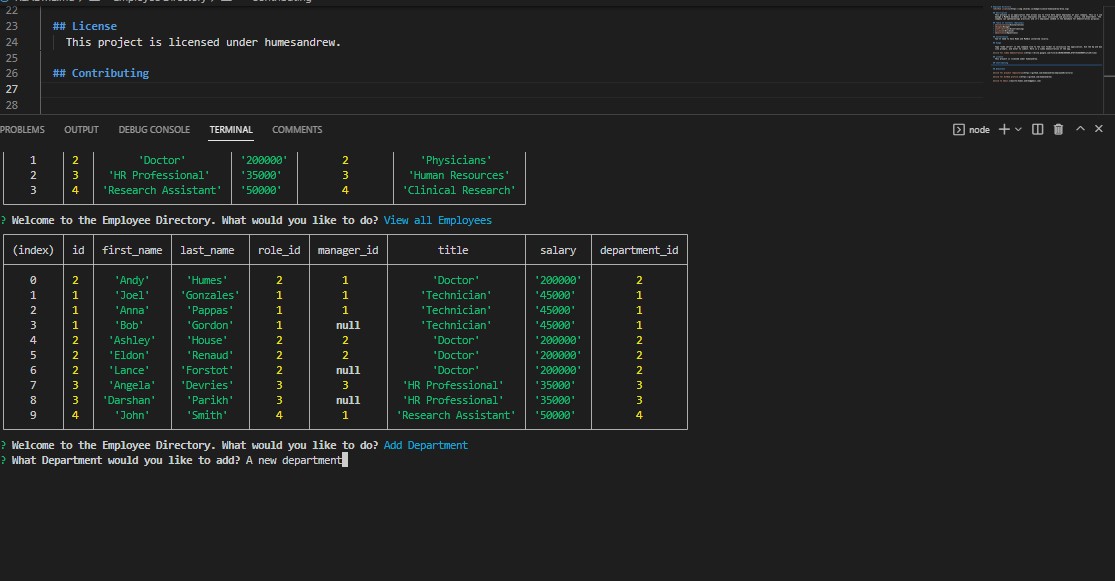 22
23 ## License
24 This project is licensed under humesandrew.
25
26 ## Contributing
27
28
PROBLEMS OUTPUT DEBUG CONSOLE TERMINAL COMMENTS node
1 2 'Doctor' '200000' 2 'Physicians'
2 3 'HR Professional' '35000' 3 'Human Resources'
3 4 'Research Assistant' '50000' 4 'Clinical Research'
? Welcome to the Employee Directory. What would you like to do? View all Employees
(index) id first_name last_name role_id manager_id title salary department_id
0 2 'Andy' 'Humes' 2 1 'Doctor' '200000' 2
1 1 'Joel' 'Gonzales' 1 1 'Technician' '45000' 1
2 1 'Anna' 'Pappas' 1 1 'Technician' '45000' 1
3 1 'Bob' 'Gordon' 1 null 'Technician' '45000' 1
4 2 'Ashley' 'House' 2 2 'Doctor' '200000' 2
5 2 'Eldon' 'Renaud' 2 2 'Doctor' '200000' 2
6 2 'Lance' 'Forstot' 2 null 'Doctor' '200000' 2
7 3 'Angela' 'Devries' 3 3 'HR Professional' '35000' 3
8 3 'Darshan' 'Parikh' 3 null 'HR Professional' '35000' 3
9 4 'John' 'Smith' 4 1 'Research Assistant' '50000' 4
? Welcome to the Employee Directory. What would you like to do? Add Department
? What Department would you like to add? A new department